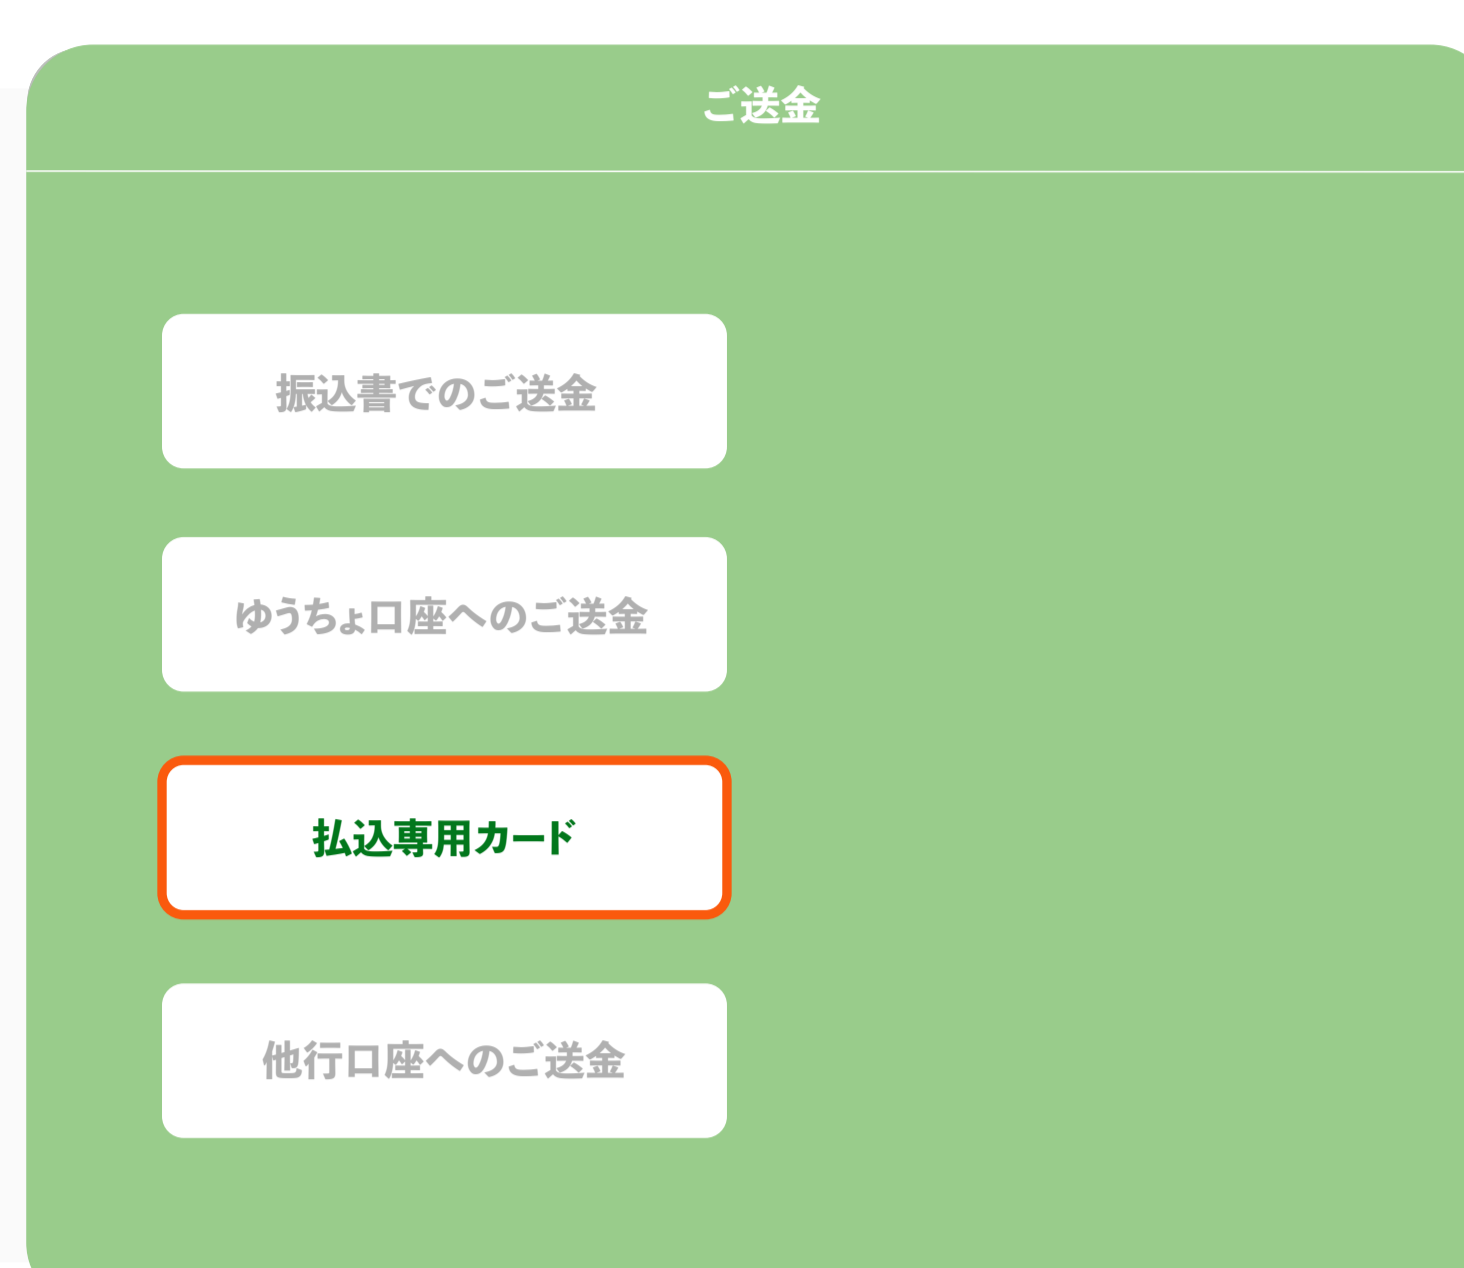 ご送金
振込書でのご送金
ゆうちょ口座へのご送金
払込専用カード
他行口座へのご送金